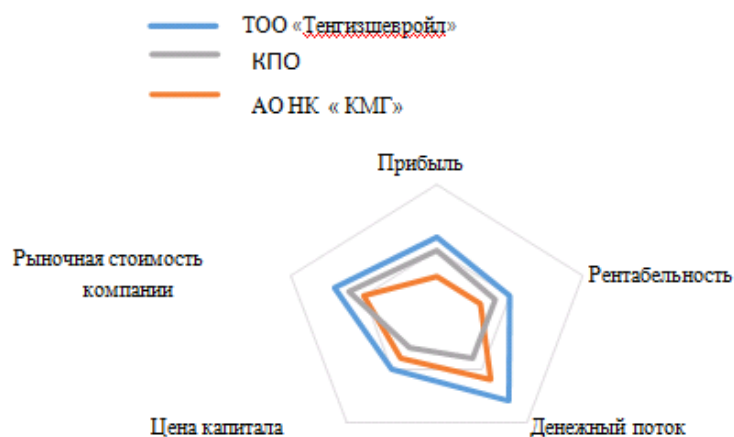 ТОО «Тенгизшевройл»
КПО
АО НК « КМГ»
Прибыль
Рыночная стоимость
компании
Рентабельность
Цена капитала
Денежный поток